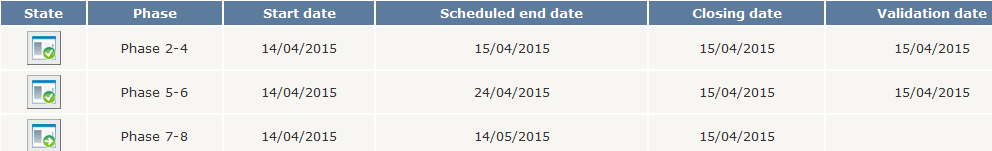 State Phase Start date Scheduled end date Closing date Validation date
Phase 2-4 14/04/2015 15/04/2015 15/04/2015 15/04/2015
Phase 5-6 14/04/2015 24/04/2015 15/04/2015 15/04/2015
Phase 7-8 14/04/2015 14/05/2015 15/04/2015